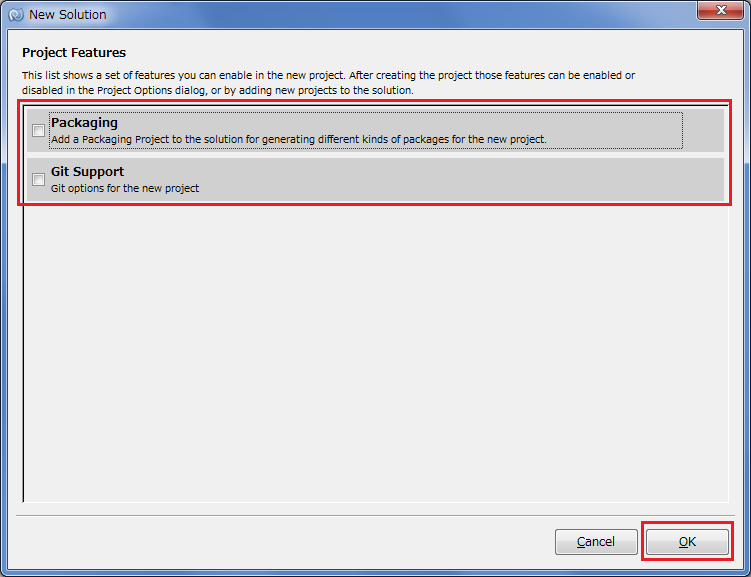 New Solution
Project Features
This list shows a set of features you can enable in the new project. After creating the project those features can be enabled or
disabled in the Project Options dialog, or by adding new projects to the solution.
Packaging
Add a Packaging Project to the solution for generating different kinds of packages for the new project.
Git Support
Git options for the new project
Cancel
OK